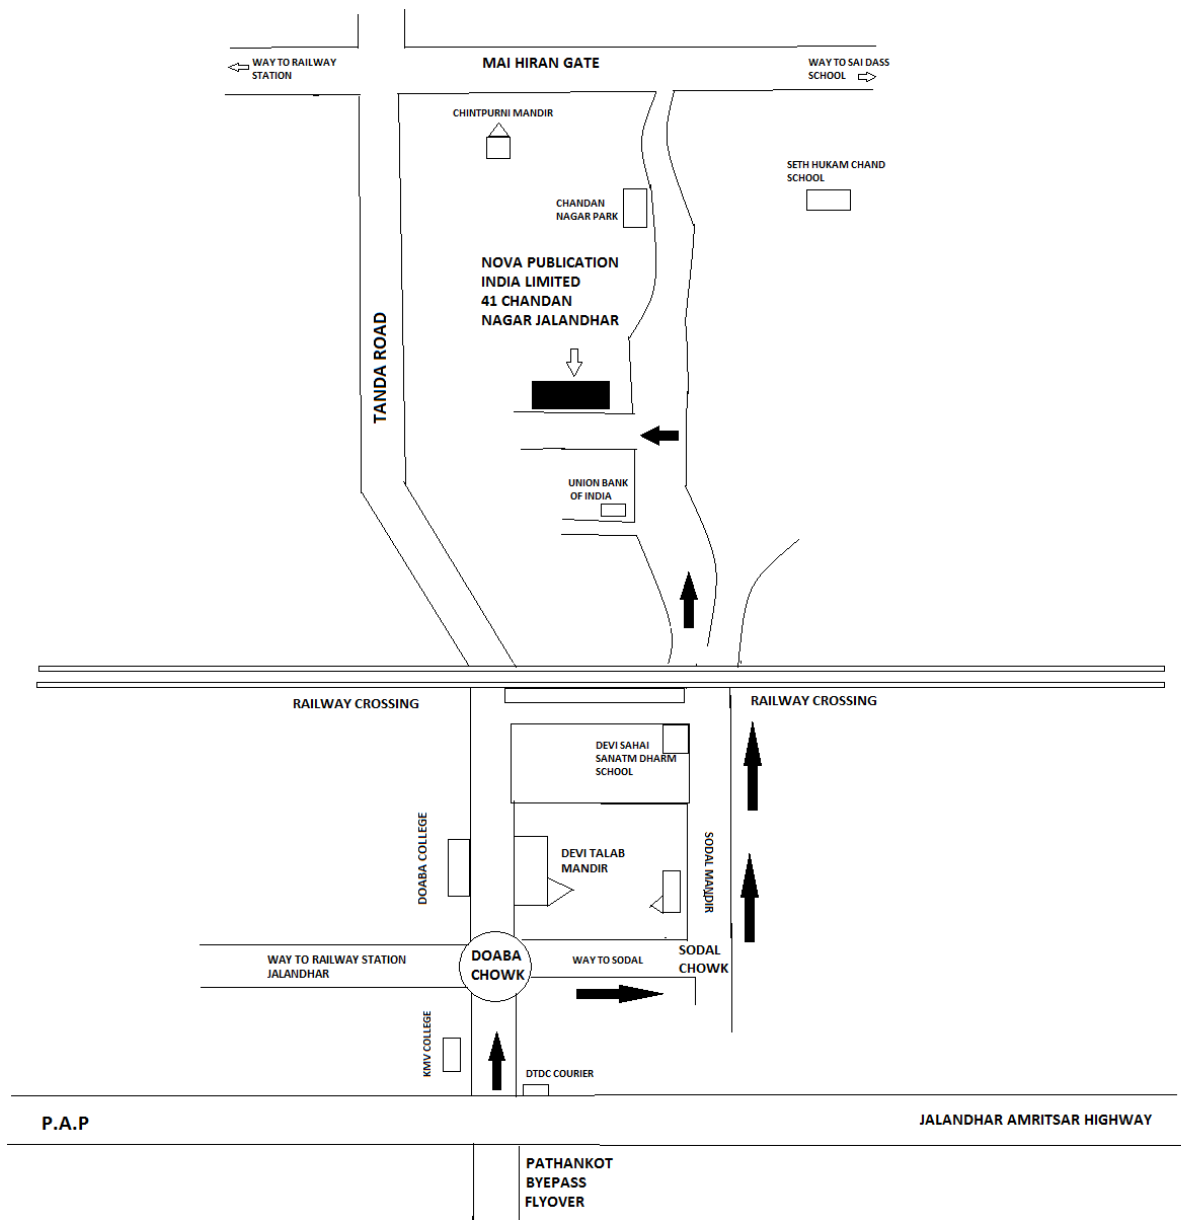 WAY TO RAILWAY
STATION
MAI HIRAN GATE
WAY TO SAI DASS
SCHOOL
CHINTPURNI MANDIR
SETH HUKAM CHAND
SCHOOL
CHANDAN
NAGAR PARK
NOVA PUBLICATION
INDIA LIMITED
41 CHANDAN
NAGAR JALANDHAR
TANDA ROAD
UNION BANK
OF INDIA
RAILWAY CROSSING
RAILWAY CROSSING
DEVI SAHAI
SANATM DHARM
SCHOOL
DOABA COLLEGE
DEVI TALAB
MANDIR
SODAL MANDIR
WAY TO RAILWAY STATION
JALANDHAR
DOABA
CHOWK
WAY TO SODAL
SODAL
CHOWK
KMV COLLEGE
DTDC COURIER
P.A.P
JALANDHAR AMRITSAR HIGHWAY
PATHANKOT
BYEPASS
FLYOVER